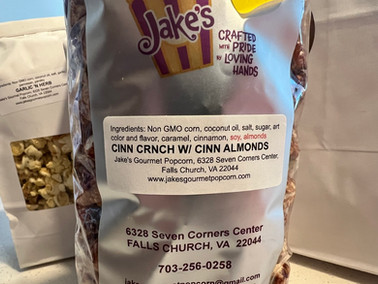 Jake's
CRAFTED
with PRIDE
by LOVING
HANDS
GARLIC 'N HERB
Ingredients: Non GMO corn, coconut oil, salt, sugar, art
color and flavor, caramel, cinnamon, soy, almonds
CINN CRNCH W/ CINN ALMONDS
Jake's Gourmet Popcorn, 6328 Seven Corners Center,
Falls Church, VA 22044
www.jakesgourmetpopcorn.com
6328 Seven Corners Center
FALLS CHURCH, VA 22044
703-256-0258